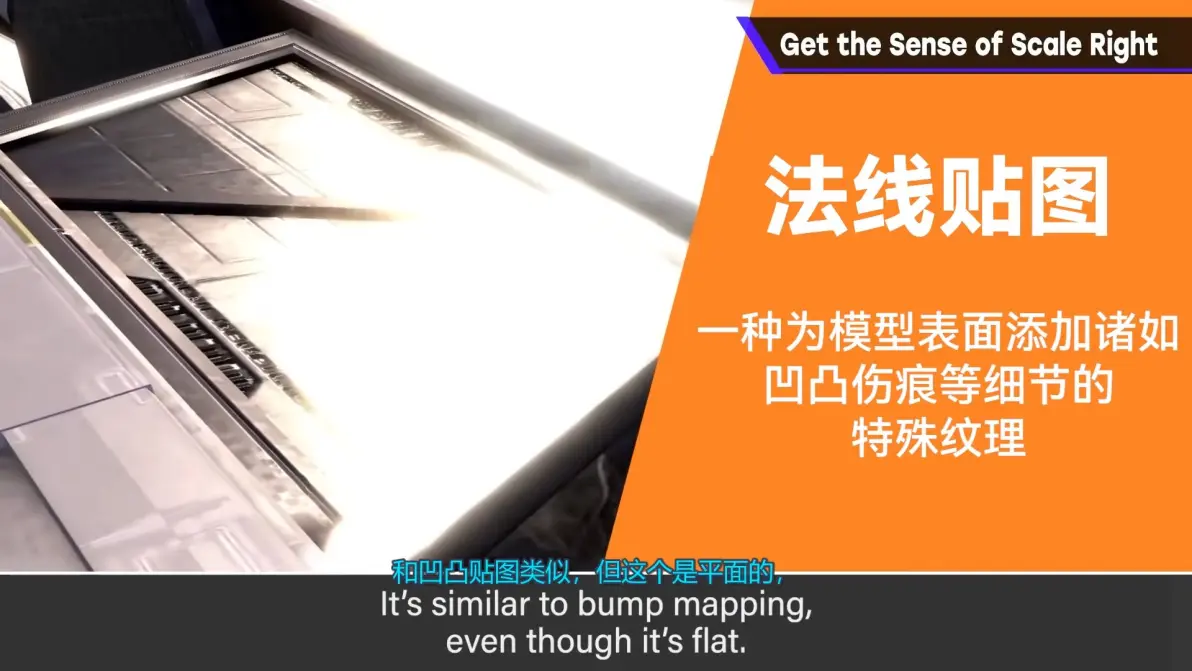 Get the Sense of Scale Right
法线贴图
一种为模型表面添加诸如
凹凸伤痕等细节的
特殊纹理
和凹凸贴图类似，但这个是平面的，
It's similar to bump mapping,
even though it's flat.